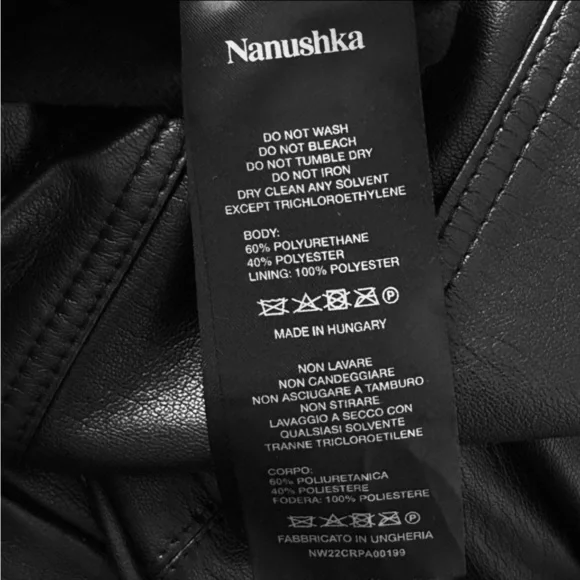 Nanushka
DO NOT WASH
DO NOT BLEACH
DO NOT TUMBLE DRY
DO NOT IRON
DRY CLEAN ANY SOLVENT
EXCEPT TRICHLOROETHYLENE
BODY:
60% POLYURETHANE
40% POLYESTER
LINING: 100% POLYESTER
MADE IN HUNGARY
NON LAVARE
NON CANDEGGIARE
NON ASCIUGARE A TAMBURO
NON STIRARE
LAVAGGIO A SECCO CON
QUALSIASI SOLVENTE
TRANNE TRICLOROETILENE
CORPO:
60% POLIURETANICA
40% POLIESTERE
FODERA: 100% POLIESTERE
FABBRICATO IN UNGHERIA
NW22CRPA00199